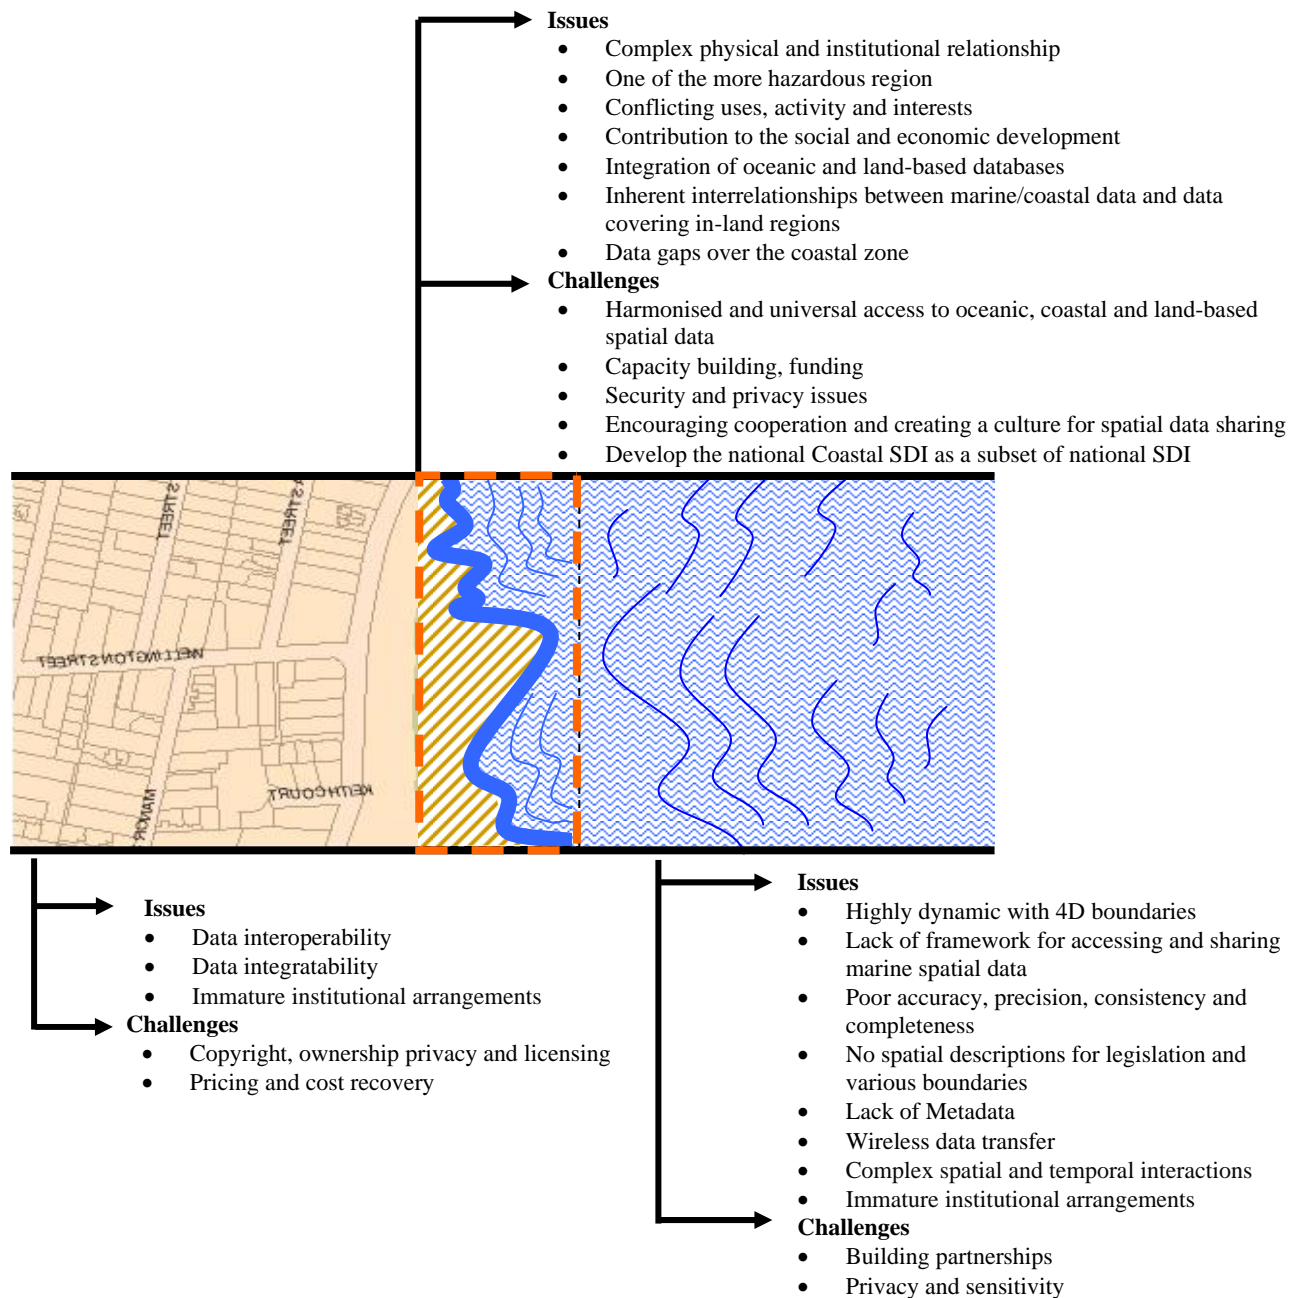 Issues
• Complex physical and institutional relationship
• One of the more hazardous region
• Conflicting uses, activity and interests
• Contribution to the social and economic development
• Integration of oceanic and land-based databases
• Inherent interrelationships between marine/coastal data and data
covering in-land regions
• Data gaps over the coastal zone
Challenges
• Harmonised and universal access to oceanic, coastal and land-based
spatial data
• Capacity building, funding
• Security and privacy issues
• Encouraging cooperation and creating a culture for spatial data sharing
• Develop the national Coastal SDI as a subset of national SDI
STREET
STREET
WELLINGTON STREET
KEITH COURT
MANOR
Issues
• Data interoperability
• Data integratability
• Immature institutional arrangements
Challenges
• Copyright, ownership privacy and licensing
• Pricing and cost recovery
Issues
• Highly dynamic with 4D boundaries
• Lack of framework for accessing and sharing
marine spatial data
• Poor accuracy, precision, consistency and
completeness
• No spatial descriptions for legislation and
various boundaries
• Lack of Metadata
• Wireless data transfer
• Complex spatial and temporal interactions
• Immature institutional arrangements
Challenges
• Building partnerships
• Privacy and sensitivity